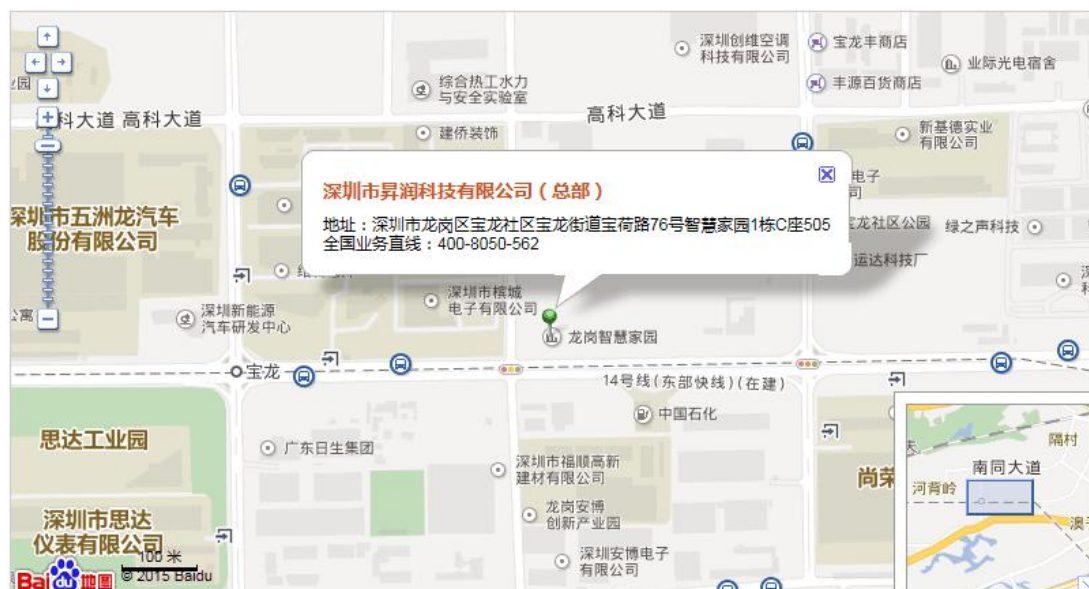 深圳创维空调
科技有限公司
宝龙丰商店
业际光电宿舍
业园
综合热工水力
与安全实验室
丰源百货商店
科大道 高科大道
高科大道
建侨装饰
新基德实业
有限公司
深圳市昇润科技有限公司（总部）
电子
司
地址：深圳市龙岗区宝龙社区宝龙街道宝荷路76号智慧家园1栋C座505
全国业务直线：400-8050-562
深圳市五洲龙汽车
股份有限公司
宝龙社区公园
绿之声科技
运达科技厂
深圳市槟城
电子有限公司
公寓
深圳新能源
汽车研发中心
龙岗智慧家园
宝龙
14号线(东部快线)(在建)
中国石化
思达工业园
广东日生集团
隔村
南同大道
深圳市福顺高新
建材有限公司
尚荣
河背岭
龙岗安博
创新产业园
深圳市思达
仪表有限公司
深圳安博电子
有限公司
100 米
Bai du 地图
© 2015 Baidu